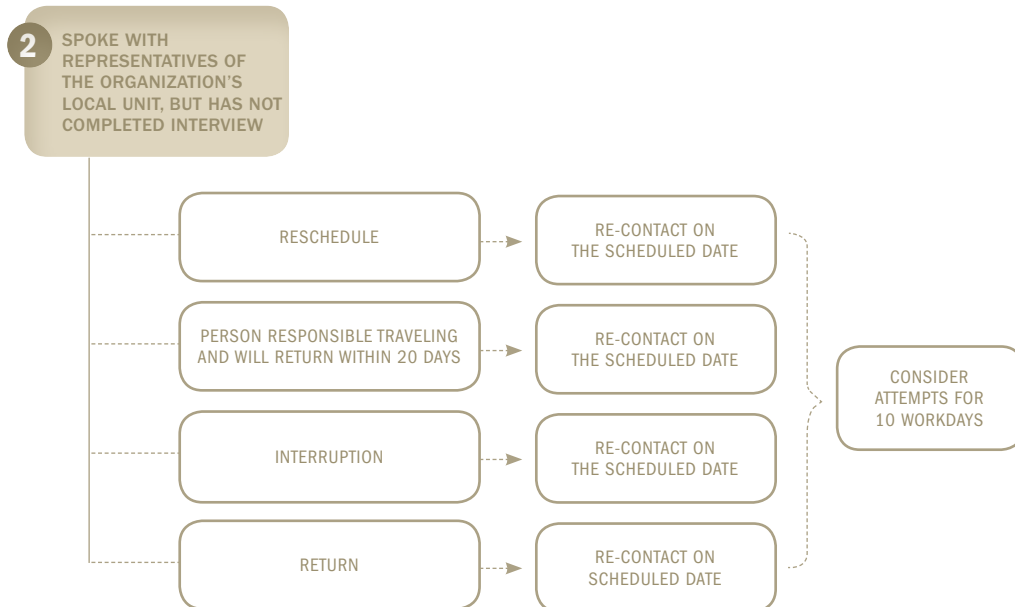 2
SPOKE WITH
REPRESENTATIVES OF
THE ORGANIZATION'S
LOCAL UNIT, BUT HAS NOT
COMPLETED INTERVIEW
RESCHEDULE
RE-CONTACT ON
THE SCHEDULED DATE
PERSON RESPONSIBLE TRAVELING
AND WILL RETURN WITHIN 20 DAYS
RE-CONTACT ON
THE SCHEDULED DATE
INTERRUPTION
RE-CONTACT ON
THE SCHEDULED DATE
RETURN
RE-CONTACT ON
SCHEDULED DATE
CONSIDER
ATTEMPTS FOR
10 WORKDAYS